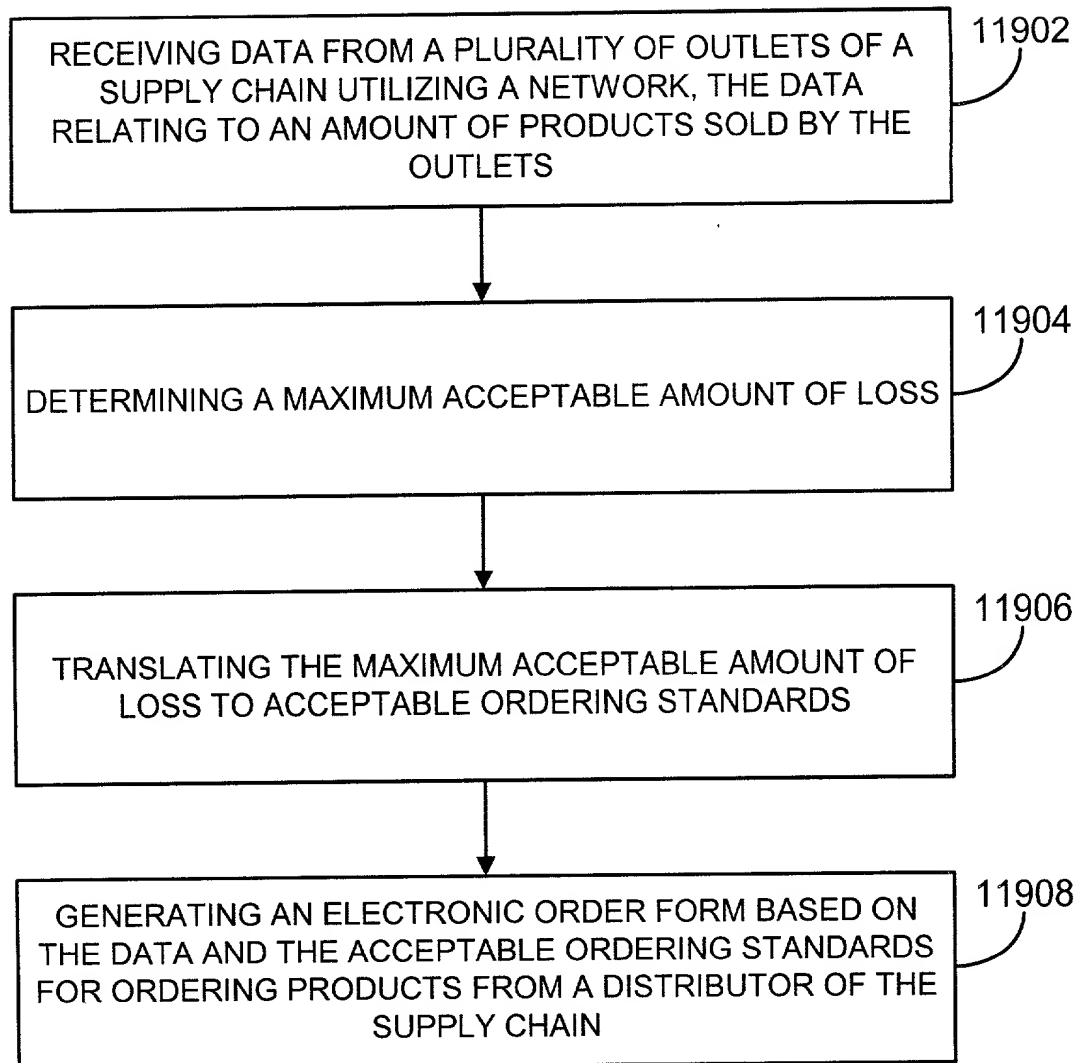 RECEIVING DATA FROM A PLURALITY OF OUTLETS OF A
SUPPLY CHAIN UTILIZING A NETWORK, THE DATA
RELATING TO AN AMOUNT OF PRODUCTS SOLD BY THE
OUTLETS
11902
DETERMINING A MAXIMUM ACCEPTABLE AMOUNT OF LOSS
11904
TRANSLATING THE MAXIMUM ACCEPTABLE AMOUNT OF
LOSS TO ACCEPTABLE ORDERING STANDARDS
11906
GENERATING AN ELECTRONIC ORDER FORM BASED ON
THE DATA AND THE ACCEPTABLE ORDERING STANDARDS
FOR ORDERING PRODUCTS FROM A DISTRIBUTOR OF THE
SUPPLY CHAIN
11908